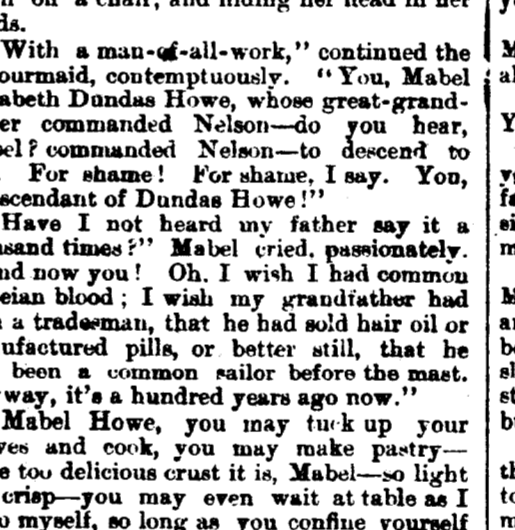 on a chair, and hiding her head in her
ds.
With a man-of-all-work," continued the
ourmaid, contemptuously. "You, Mabel
abeth Dundas Howe, whose great-grand-
er commanded Nelson—do you hear,
el? commanded Nelson—to descend to
. For shame! For shame, I say. You,
scendant of Dundas Howe!"
Have I not heard my father say it a
usand times?" Mabel cried, passionately.
nd now you! Oh, I wish I had common
eian blood; I wish my grandfather had
a tradesman, that he had sold hair oil or
ufactured pills, or better still, that he
been a common sailor before the mast.
way, it's a hundred years ago now."
Mabel Howe, you may tuck up your
ves and cook, you may make pastry—
e too delicious crust it is, Mabel—so light
crisp—you may even wait at table as I
o myself, so long as you confine yourself